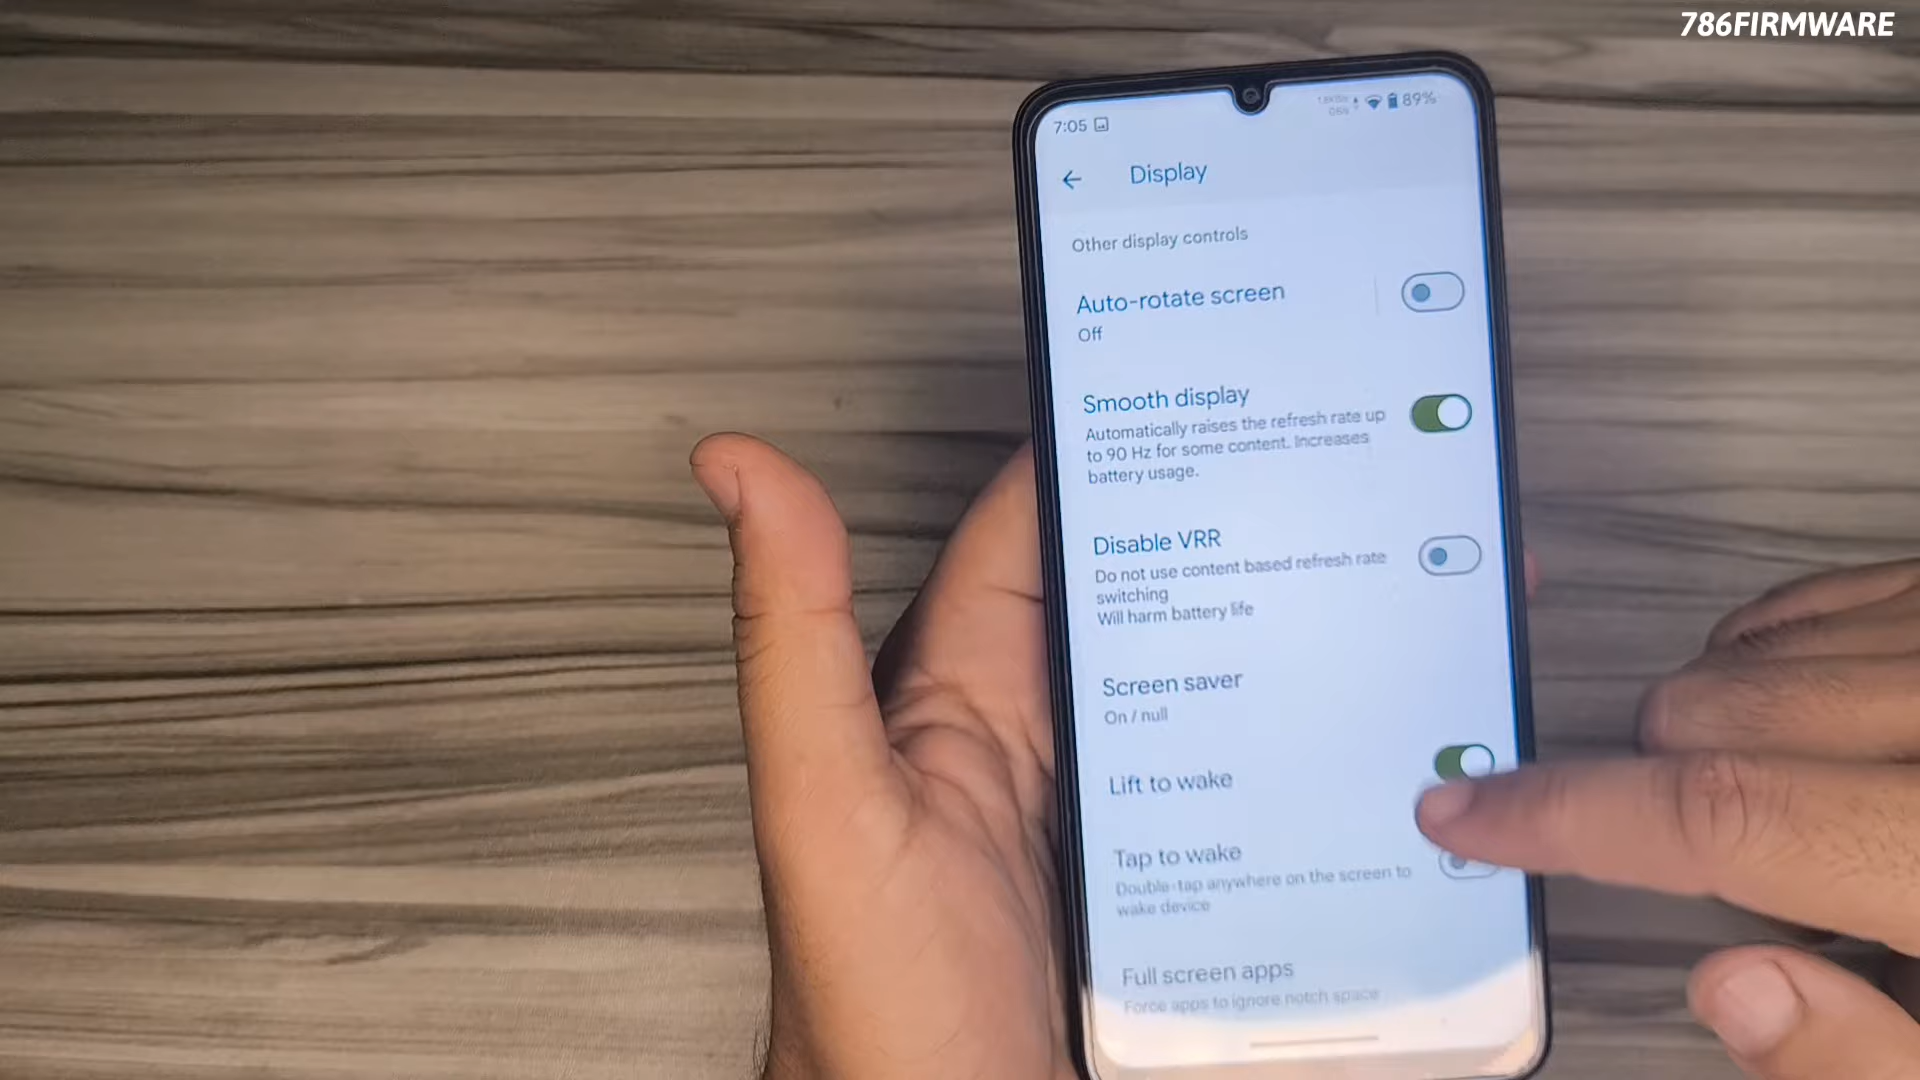 786FIRMWARE
7:05
89%
Display
Other display controls
Auto-rotate screen
Off
Smooth display
Automatically raises the refresh rate up
to 90 Hz for some content. Increases
battery usage.
Disable VRR
Do not use content based refresh rate
switching
Will harm battery life
Screen saver
On / null
Lift to wake
Tap to wake
Double-tap anywhere on the screen to
wake device
Full screen apps
Force apps to ignore notch space